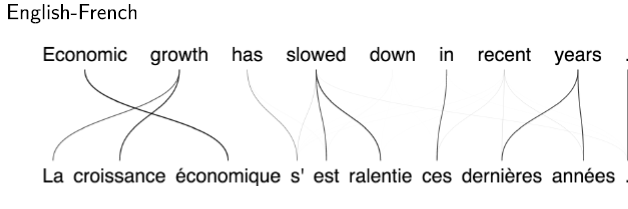 English-French
Economic growth has slowed down in recent years .
La croissance économique s' est ralentie ces dernières années .